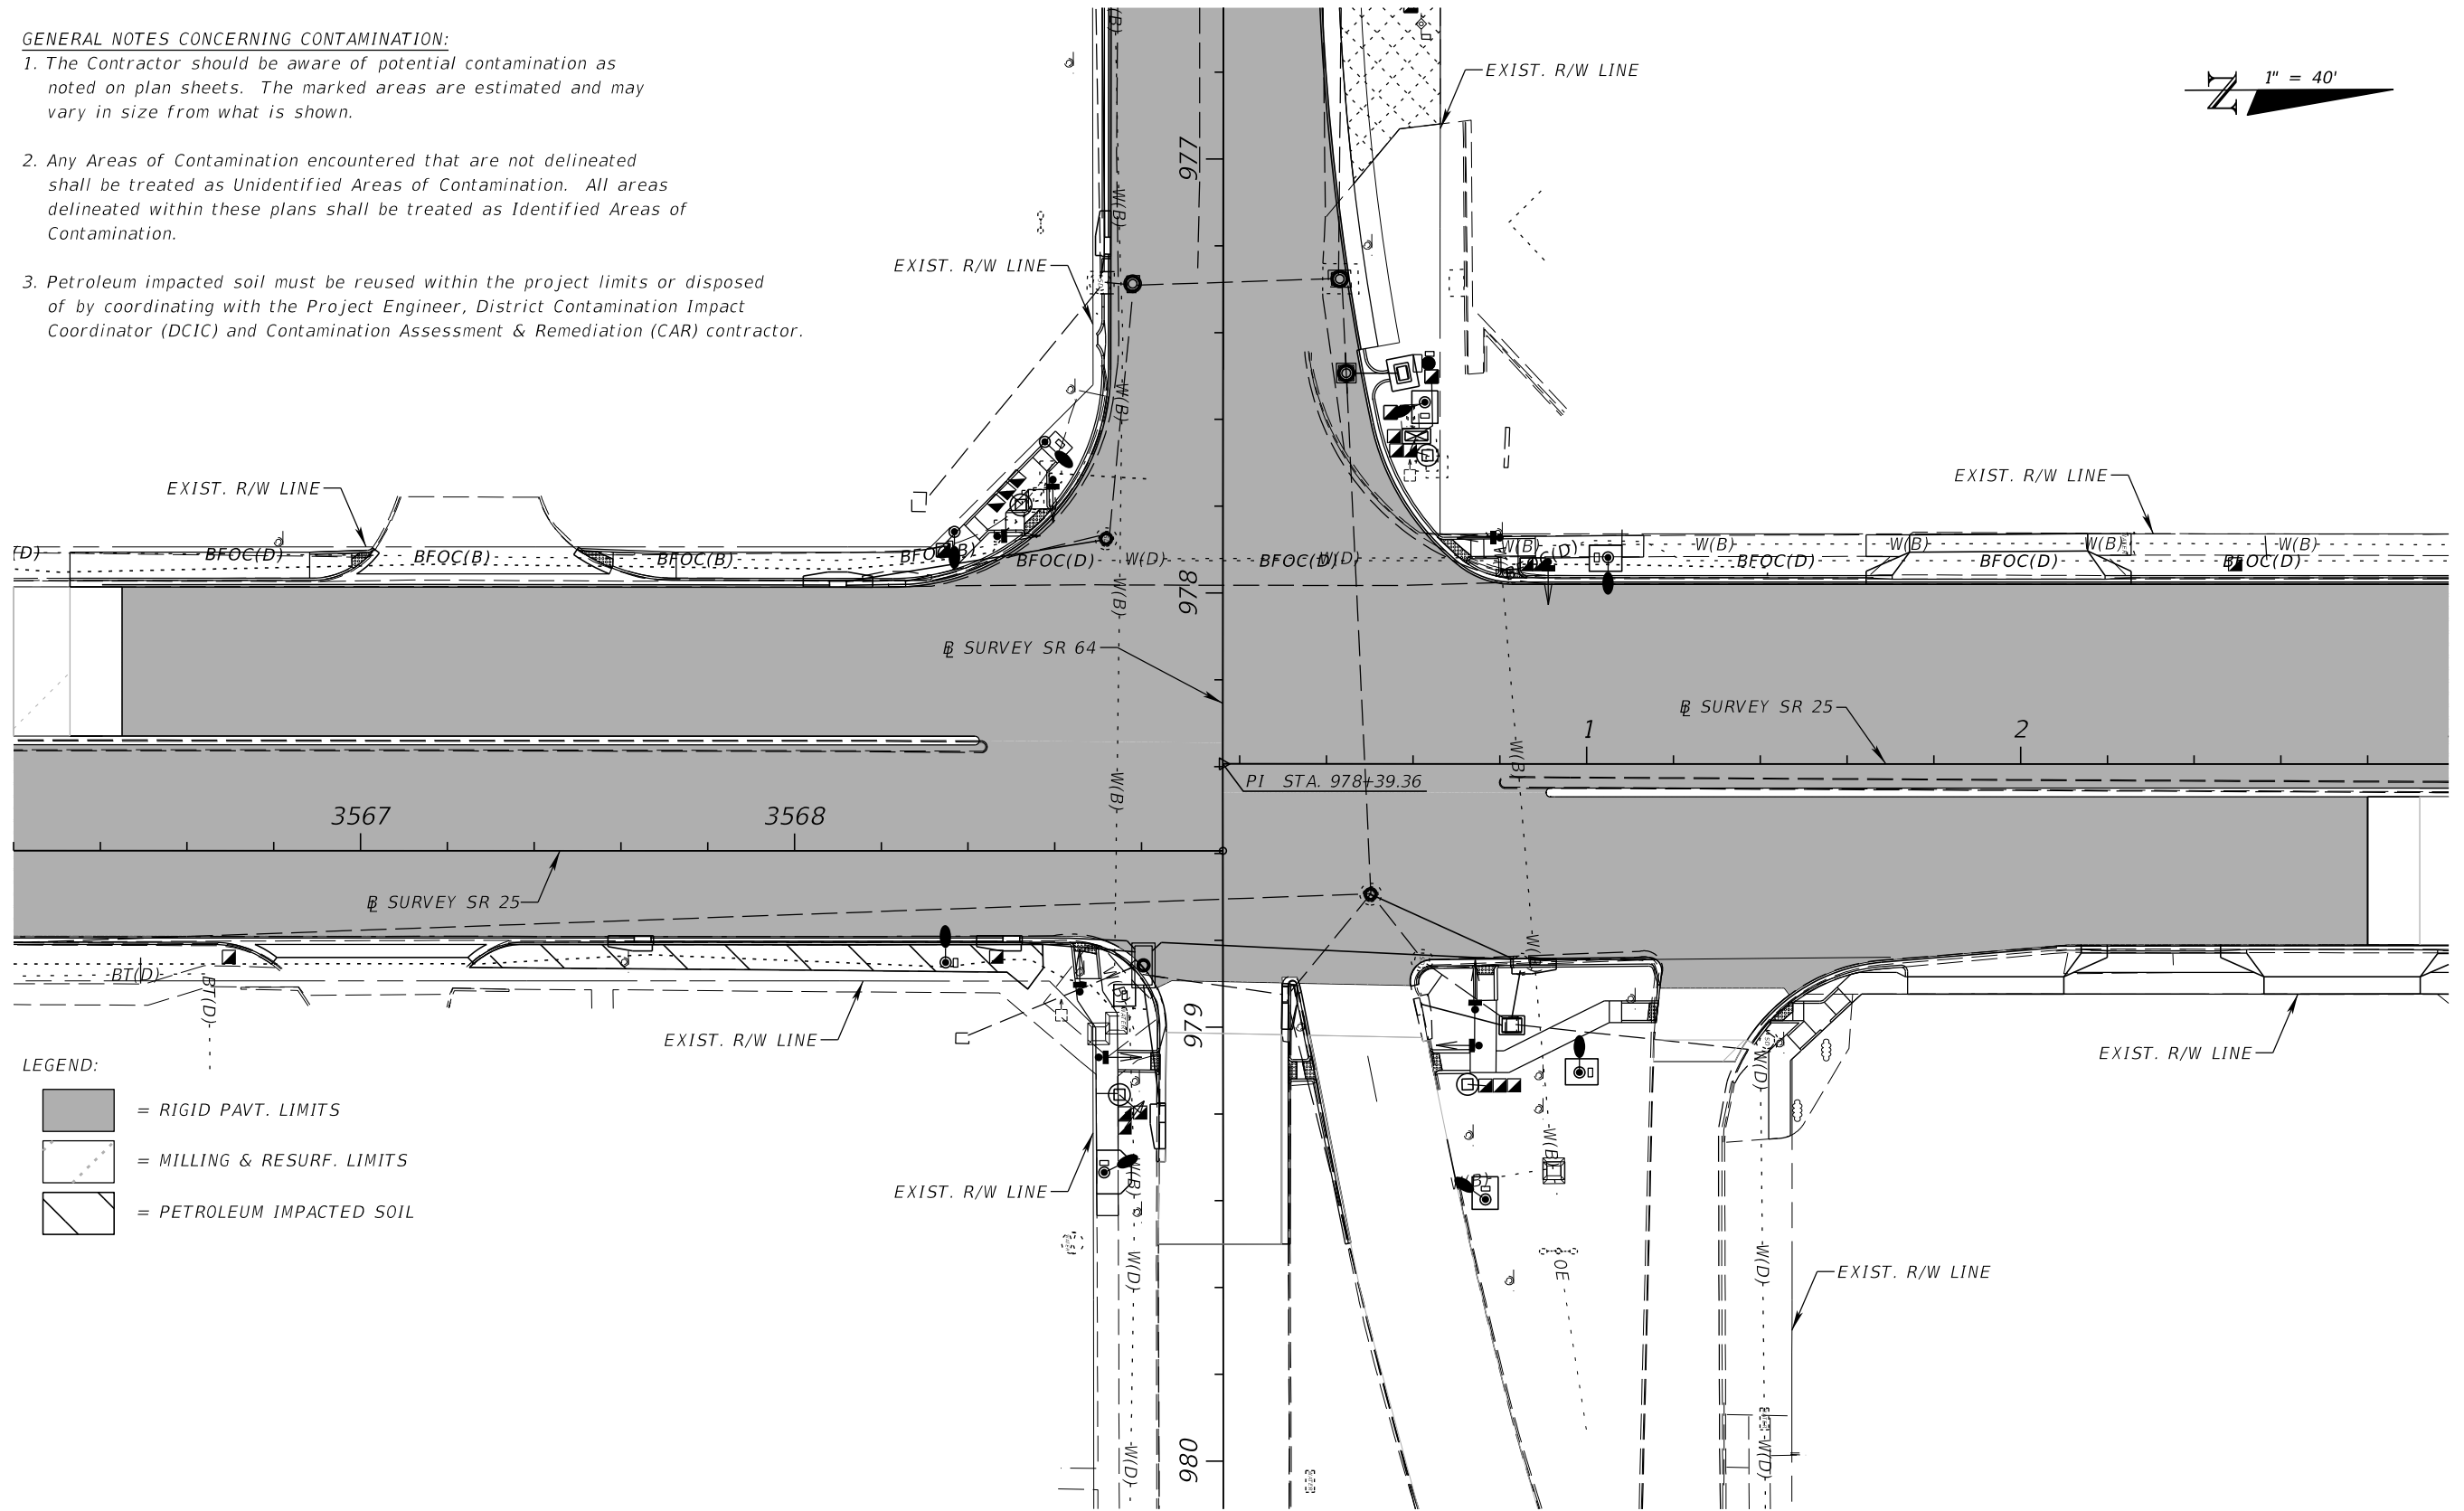 GENERAL NOTES CONCERNING CONTAMINATION:
1. The Contractor should be aware of potential contamination as
noted on plan sheets. The marked areas are estimated and may
vary in size from what is shown.
2. Any Areas of Contamination encountered that are not delineated
shall be treated as Unidentified Areas of Contamination. All areas
delineated within these plans shall be treated as Identified Areas of
Contamination.
3. Petroleum impacted soil must be reused within the project limits or disposed
of by coordinating with the Project Engineer, District Contamination Impact
Coordinator (DCIC) and Contamination Assessment & Remediation (CAR) contractor.
N
1" = 40'
EXIST. R/W LINE
977
W(B)
EXIST. R/W LINE
W(B)
EXIST. R/W LINE
EXIST. R/W LINE
(D)
BFOC(D)
BFOC(B)
BFOC(B)
BFOC(D)
W(D)
BFOC(D)
W(D)
W(B)
W(B)
W(B)
W(B)
W(B)
BFOC(D)
BFOC(D)
BFOC(D)
978
W(B)
BL SURVEY SR 64
BL SURVEY SR 25
1
2
W(B)
W(B)
PI STA. 978+39.36
3567
3568
BL SURVEY SR 25
BT(D)
BT(D)
979
EXIST. R/W LINE
EXIST. R/W LINE
W(D)
LEGEND:
= RIGID PAVT. LIMITS
= MILLING & RESURF. LIMITS
= PETROLEUM IMPACTED SOIL
W(B)
W(B)
EXIST. R/W LINE
W(D)
OE
W(D)
EXIST. R/W LINE
980
W(D)
W(D)